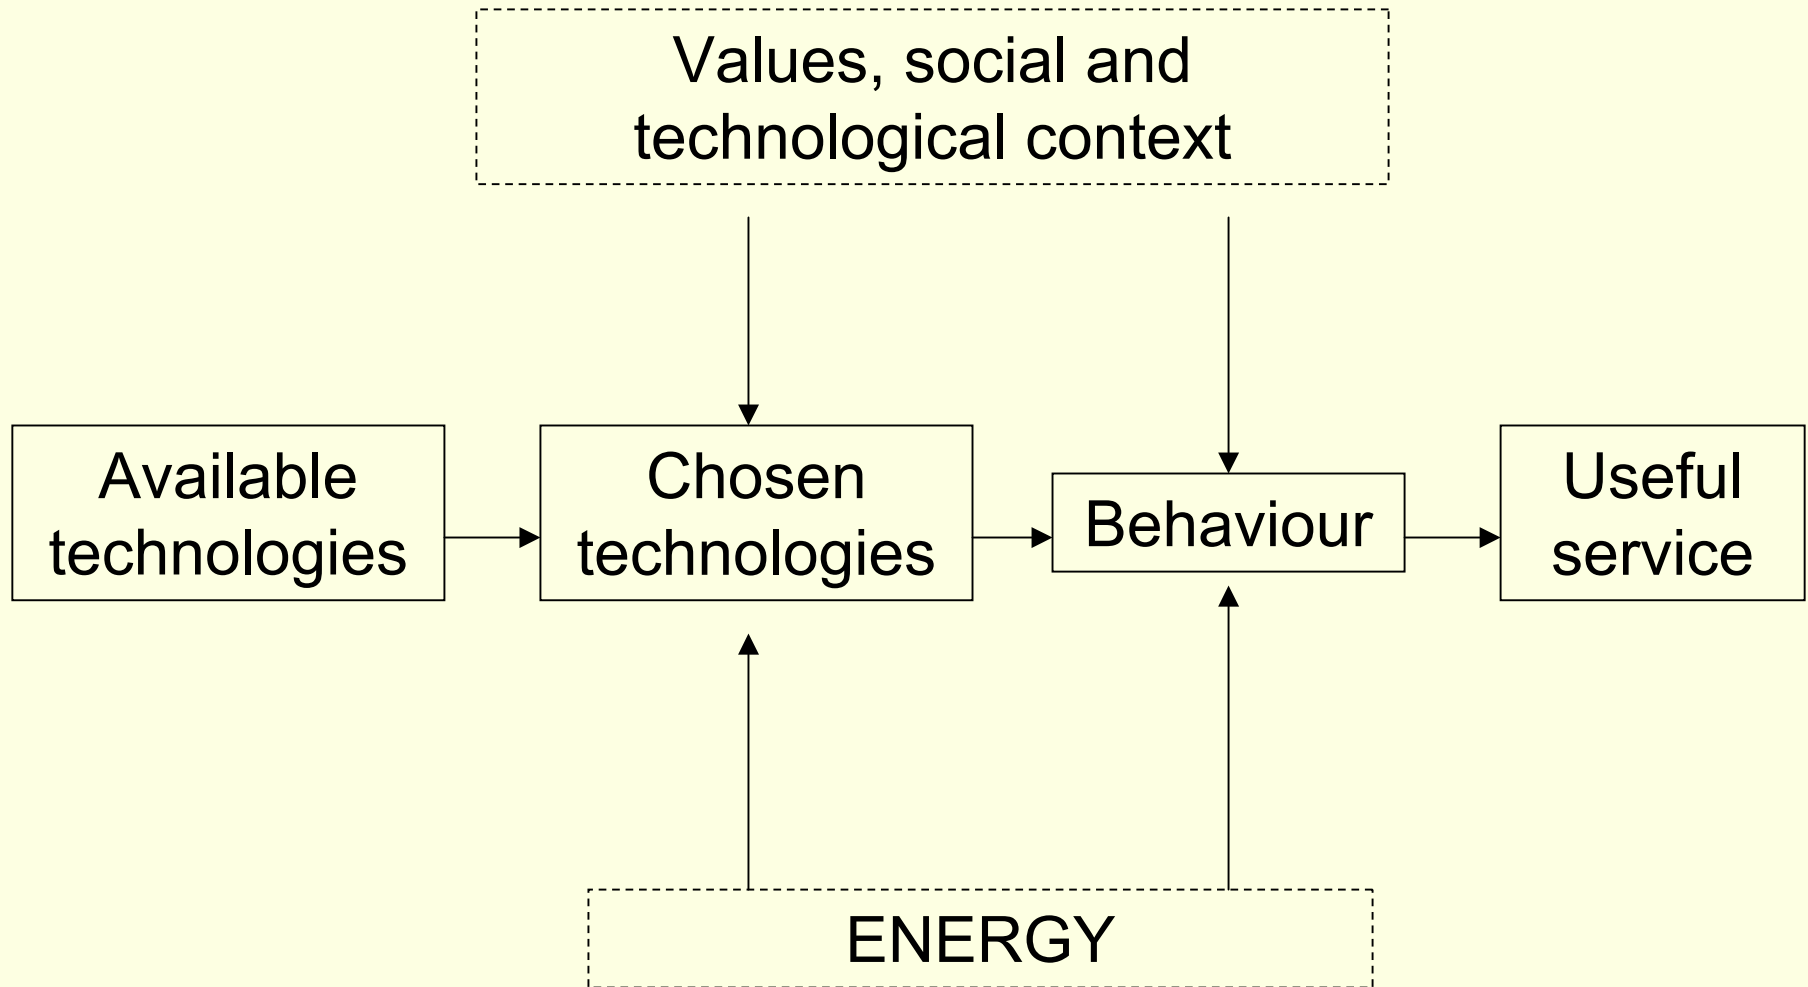 Values, social and
technological context
Available
technologies
Chosen
technologies
Behaviour
Useful
service
ENERGY